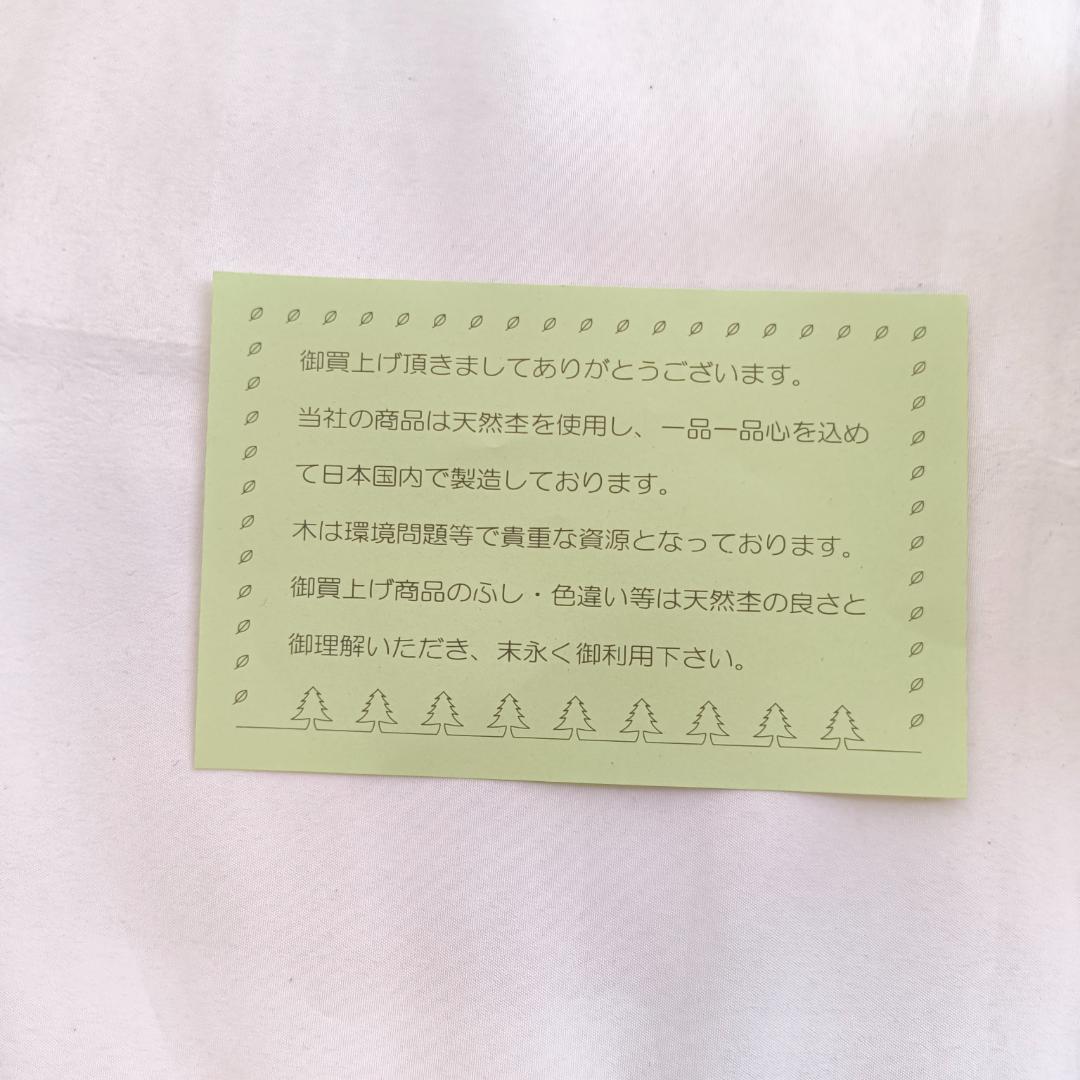 御買上げ頂きましてありがとうございます。
当社の商品は天然杢を使用し、一品一品心を込め
て日本国内で製造しております。
木は環境問題等で貴重な資源となっております。
御買上げ商品のふし・色違い等は天然杢の良さと
御理解いただき、末永く御利用下さい。